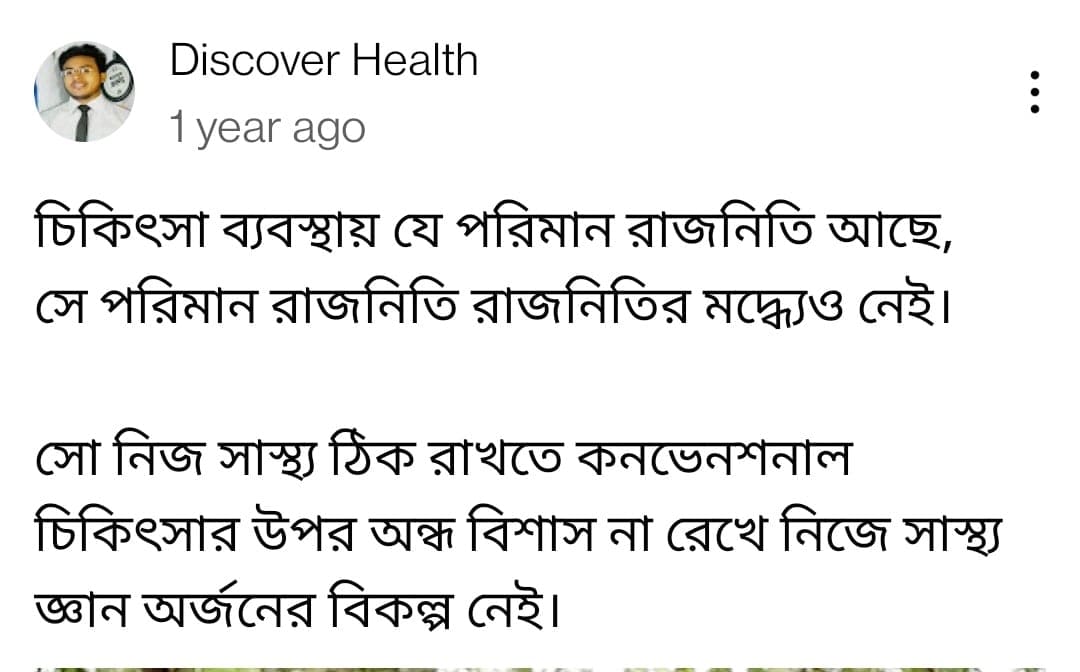 Discover Health
1 year ago
চিকিৎসা ব্যবস্থায় যে পরিমান রাজনিতি আছে,
সে পরিমান রাজনিতি রাজনিতির মদ্ধ্যেও নেই।
সো নিজ সাস্থ্য ঠিক রাখতে কনভেনশনাল
চিকিৎসার উপর অন্ধ বিশাস না রেখে নিজে সাস্থ্য
জ্ঞান অর্জনের বিকল্প নেই।